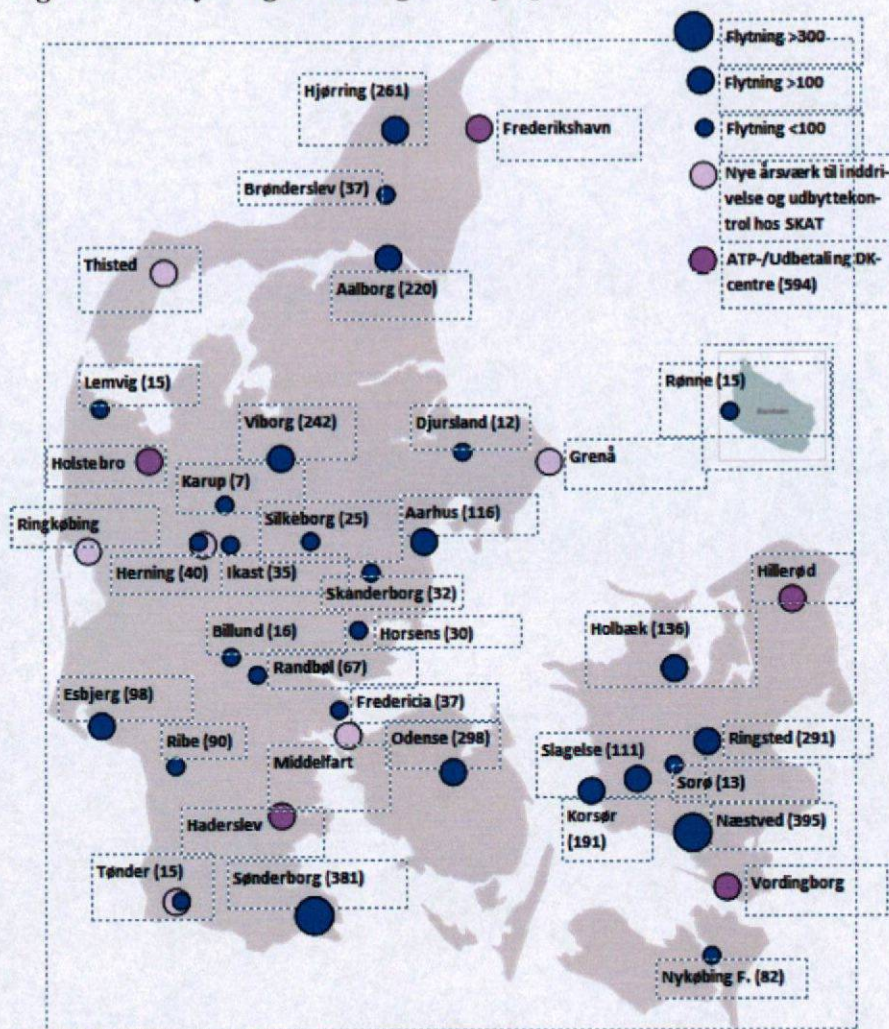 Flytning >300
Flytning >100
Flytning <100
Nye årsværk til inddri-
velse og udbyttekon-
trol hos SKAT
ATP-/Udbetaling DK-
centre (594)
Hjørring (261)
Frederikshavn
Brønderslev (37)
Thisted
Aalborg (220)
Lemvig (15)
Rønne (15)
Viborg (242)
Djursland (12)
Holstebro
Grenå
Karup (7)
Ringkøbing
Silkeborg (25)
Aarhus (116)
Herning (40)
Ikast (35)
Skanderborg (32)
Hillerød
Billund (16)
Horsens (30)
Holbæk (136)
Randbøl (67)
Esbjerg (98)
Fredericia (37)
Ribe (90)
Odense (298)
Slagelse (111)
Ringsted (291)
Middelfart
Sorø (13)
Haderslev
Korsør
(191)
Næstved (395)
Tønder (15)
Sønderborg (381)
Vordingborg
Nykøbing F. (82)